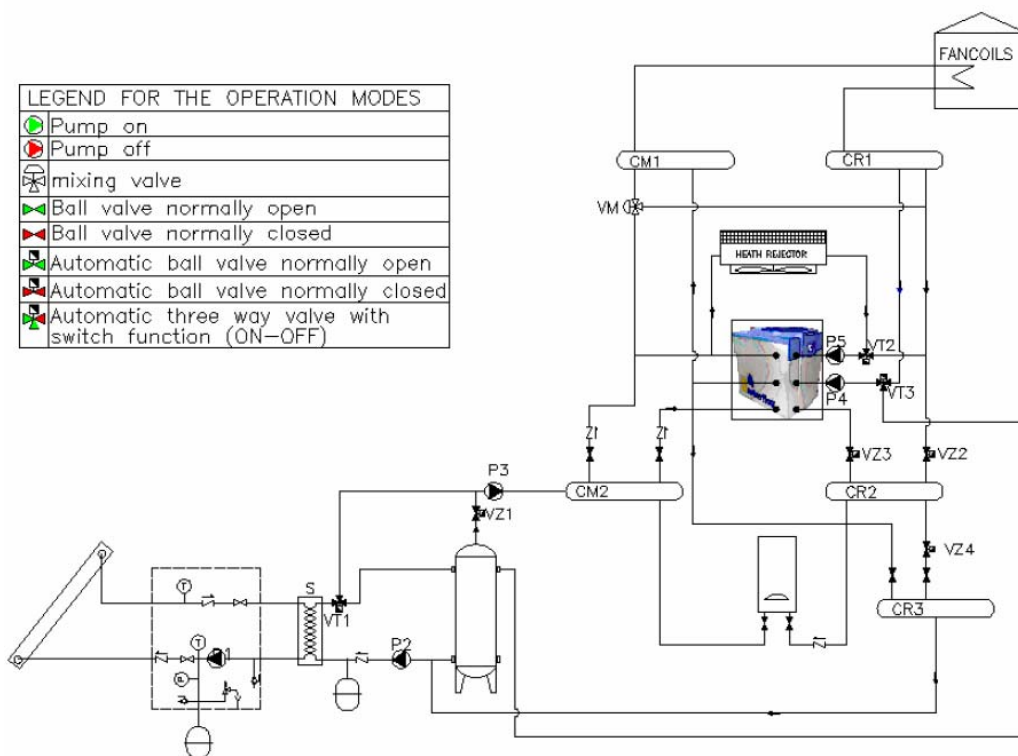 FANCOILS
LEGEND FOR THE OPERATION MODES
Pump on
Pump off
mixing valve
Ball valve normally open
Ball valve normally closed
Automatic ball valve normally open
Automatic ball valve normally closed
Automatic three way valve with
switch function (ON-OFF)
CM1
CR1
VM
HEATH REJECTOR
P5
VT2
P4
VT3
VZ3
VZ2
P3
CM2
CR2
VZ1
VZ4
T
S
VT1
CR3
T
P2
P